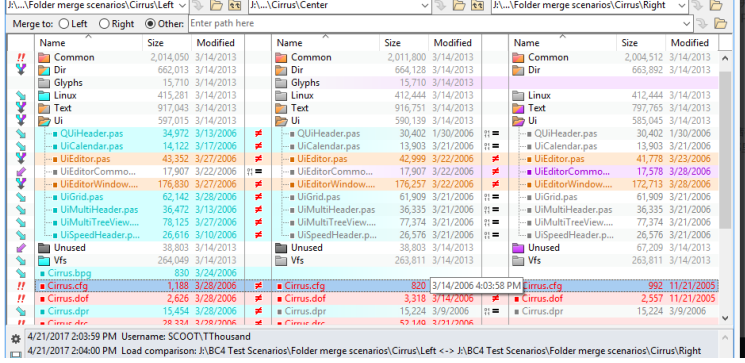 J:\...\Folder merge scenarios\Cirrus\Left J:\...\Cirrus\Center J:\...\Folder merge scenarios\Cirrus\Right
Merge to: Left Right Other: Enter path here
Name Size Modified Name Size Modified Name Size Modified
Common 2,014,050 3/14/2013 Common 2,011,800 3/14/2013 Common 2,004,512 3/14/2013
Dir 662,013 3/14/2013 Dir 664,128 3/14/2013 Dir 663,892 3/14/2013
Glyphs 15,710 3/14/2013 Glyphs 15,710 3/14/2013
Linux 415,281 3/14/2013 Linux 412,444 3/14/2013 Linux 412,444 3/14/2013
Text 917,043 3/14/2013 Text 916,751 3/14/2013 Text 797,765 3/14/2013
Ui 597,015 3/14/2013 Ui 590,139 3/14/2013 Ui 585,045 3/14/2013
QUiHeader.pas 34,972 3/13/2006 ≠ QUiHeader.pas 30,402 1/30/2006 = QUiHeader.pas 30,402 1/30/2006
UiCalendar.pas 14,122 3/17/2006 ≠ UiCalendar.pas 13,903 3/21/2006 = UiCalendar.pas 13,903 3/21/2006
UiEditor.pas 43,352 3/27/2006 ≠ UiEditor.pas 42,999 3/22/2006 ≠ UiEditor.pas 41,778 3/23/2006
UiEditorCommo... 17,907 3/22/2006 = UiEditorCommo... 17,907 3/22/2006 ≠ UiEditorCommo... 17,578 3/28/2006
UiEditorWindow.... 176,830 3/27/2006 ≠ UiEditorWindow.... 176,257 3/22/2006 ≠ UiEditorWindow.... 172,713 3/28/2006
UiGrid.pas 62,142 3/28/2006 ≠ UiGrid.pas 61,909 3/21/2006 = UiGrid.pas 61,909 3/21/2006
UiMultiHeader.pas 36,472 3/13/2006 ≠ UiMultiHeader.pas 36,335 3/21/2006 = UiMultiHeader.pas 36,335 3/21/2006
UiMultiTreeView.... 78,125 3/27/2006 ≠ UiMultiTreeView.... 77,374 3/21/2006 = UiMultiTreeView.... 77,374 3/21/2006
UiSpeedHeader.p... 26,616 3/10/2006 ≠ UiSpeedHeader.p... 26,576 3/21/2006 = UiSpeedHeader.p... 26,576 3/21/2006
Unused 38,803 3/14/2013 Unused 38,803 3/14/2013 Unused 67,209 3/14/2013
Vfs 264,049 3/14/2013 Vfs 263,811 3/14/2013 Vfs 263,811 3/14/2013
Cirrus.bpg 830 3/24/2006
Cirrus.cfg 1,188 3/28/2006 ≠ Cirrus.cfg 820 3/14/2006 4:03:58 PM Cirrus.cfg 992 11/21/2005
Cirrus.dof 2,626 3/28/2006 ≠ Cirrus.dof 3,318 3/14/2006 ≠ Cirrus.dof 2,557 11/21/2005
Cirrus.dpr 15,454 3/28/2006 ≠ Cirrus.dpr 15,224 3/9/2006 = Cirrus.dpr 15,224 3/9/2006
Cirrus.drc 28,334 3/28/2006 ≠ Cirrus.drc 52,149 3/21/2006
4/21/2017 2:03:59 PM Username: SCOOT\TThousand
4/21/2017 2:04:00 PM Load comparison: J:\BC4 Test Scenarios\Folder merge scenarios\Cirrus\Left <-> J:\BC4 Test Scenarios\Folder merge scenarios\Cirrus\Right